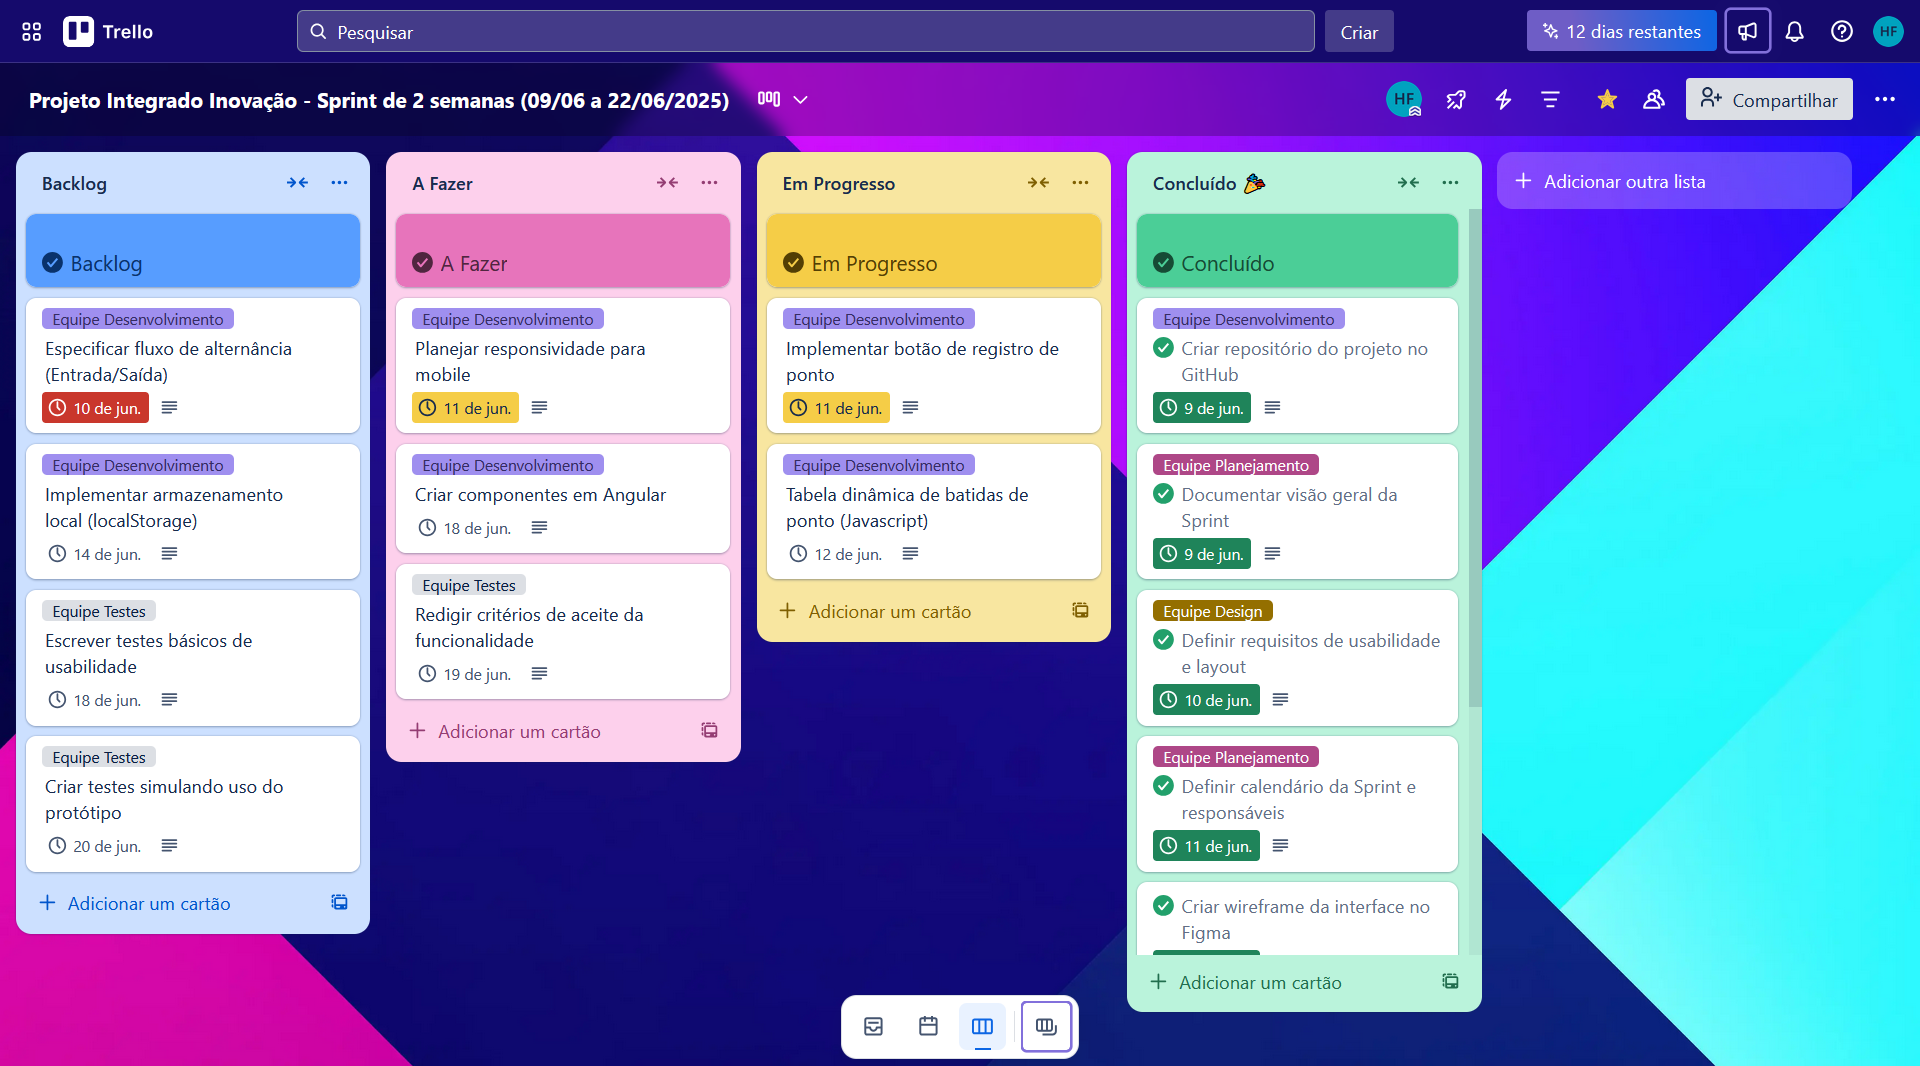 Trello
Pesquisar
Criar
12 dias restantes
HF
Projeto Integrado Inovação - Sprint de 2 semanas (09/06 a 22/06/2025)
HF
Compartilhar
Backlog
Backlog
Equipe Desenvolvimento
Especificar fluxo de alternância
(Entrada/Saída)
10 de jun.
Equipe Desenvolvimento
Implementar armazenamento
local (localStorage)
14 de jun.
Equipe Testes
Escrever testes básicos de
usabilidade
18 de jun.
Equipe Testes
Criar testes simulando uso do
protótipo
20 de jun.
Adicionar um cartão
A Fazer
A Fazer
Equipe Desenvolvimento
Planejar responsividade para
mobile
11 de jun.
Equipe Desenvolvimento
Criar componentes em Angular
18 de jun.
Equipe Testes
Redigir critérios de aceite da
funcionalidade
19 de jun.
Adicionar um cartão
Em Progresso
Em Progresso
Equipe Desenvolvimento
Implementar botão de registro de
ponto
11 de jun.
Equipe Desenvolvimento
Tabela dinâmica de batidas de
ponto (Javascript)
12 de jun.
Adicionar um cartão
Concluído
Concluído
Equipe Desenvolvimento
Criar repositório do projeto no
GitHub
9 de jun.
Equipe Planejamento
Documentar visão geral da
Sprint
9 de jun.
Equipe Design
Definir requisitos de usabilidade
e layout
10 de jun.
Equipe Planejamento
Definir calendário da Sprint e
responsáveis
11 de jun.
Criar wireframe da interface no
Figma
Adicionar um cartão
Adicionar outra lista